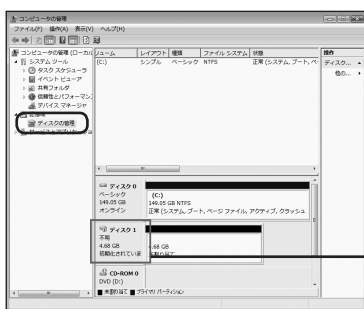 コンピュータの管理
ファイル(F) 操作(A) 表示(V) ヘルプ(H)
コンピュータの管理 (ローカル
システム ツール
タスク スケジューラ
イベント ビューア
共有フォルダ
信頼性とパフォーマンス
デバイス マネージャ
ディスクの管理
リューム レイアウト 種類 ファイル システム 状態
(C:) シンプル ベーシック NTFS 正常 (システム, ブート, ペ
操作
ディスク...
他の...
ディスク 0
ベーシック
149.05 GB
オンライン
(C:)
149.05 GB NTFS
正常 (システム, ブート, ページ ファイル, アクティブ, クラッシュ
ディスク 1
不明
4.68 GB
初期化されていま
4.68 GB
未割り当て
CD-ROM 0
DVD (D:)
未割り当て プライマリ パーティション